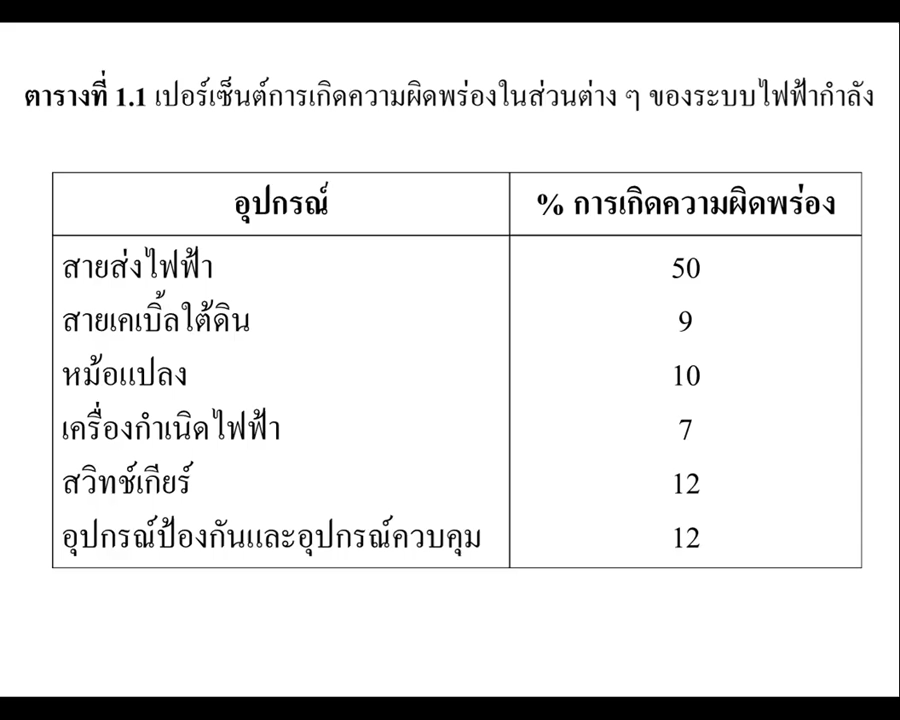 ตารางที่ 1.1 เปอร์เซ็นต์การเกิดความผิดพร่องในส่วนต่าง ๆ ของระบบไฟฟ้ากำลัง
อุปกรณ์ % การเกิดความผิดพร่อง
สายส่งไฟฟ้า 50
สายเคเบิ้ลใต้ดิน 9
หม้อแปลง 10
เครื่องกำเนิดไฟฟ้า 7
สวิทช์เกียร์ 12
อุปกรณ์ป้องกันและอุปกรณ์ควบคุม 12